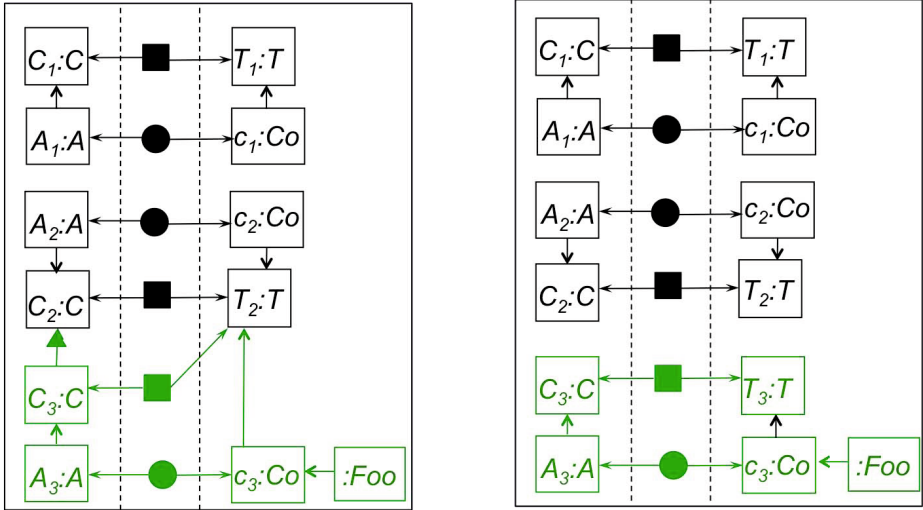 C₁:C T₁:T
A₁:A c₁:Co
A₂:A c₂:Co
C₂:C T₂:T
C₃:C
A₃:A c₃:Co :Foo
C₁:C T₁:T
A₁:A c₁:Co
A₂:A c₂:Co
C₂:C T₂:T
C₃:C T₃:T
A₃:A c₃:Co :Foo